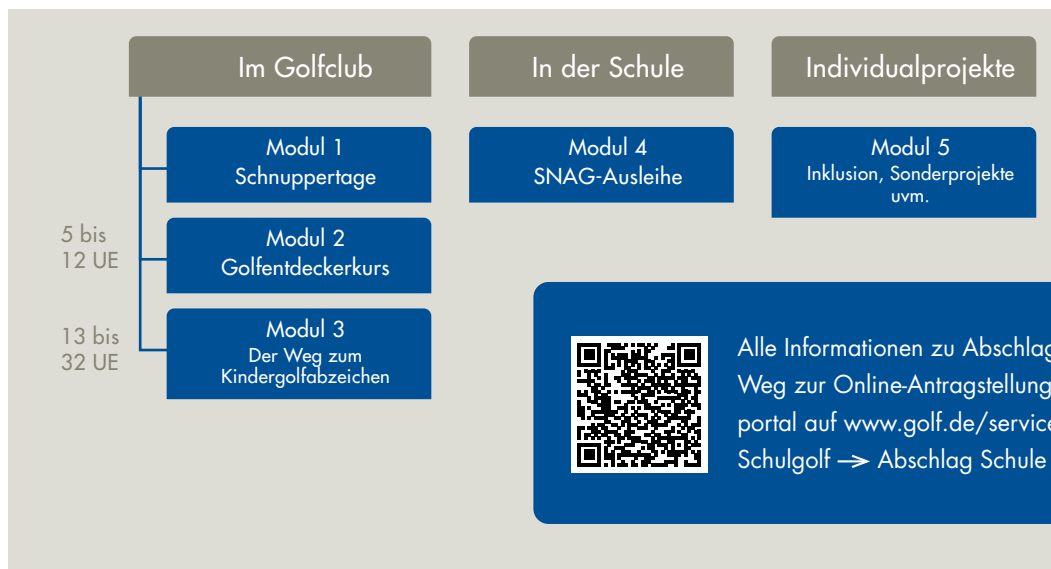 Im Golfclub
In der Schule
Individualprojekte
Modul 1
Schnuppertage
Modul 4
SNAG-Ausleihe
Modul 5
Inklusion, Sonderprojekte
uvm.
5 bis
12 UE
Modul 2
Golfentdeckerkurs
13 bis
32 UE
Modul 3
Der Weg zum
Kindergolfabzeichen
Alle Informationen zu Abschlag
Weg zur Online-Antragstellung
portal auf www.golf.de/service
Schulgolf → Abschlag Schule